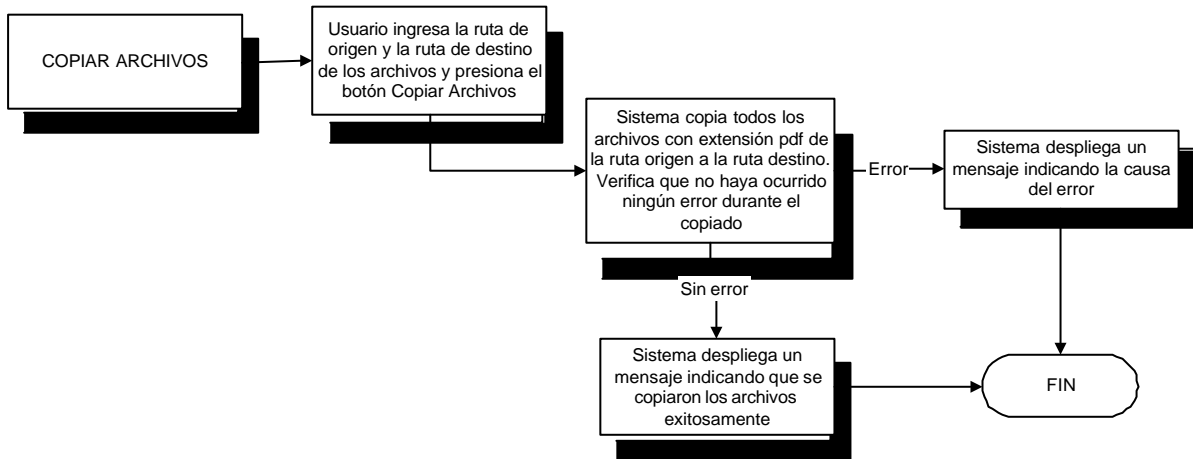 COPIAR ARCHIVOS
Usuario ingresa la ruta de
origen y la ruta de destino
de los archivos y presiona el
botón Copiar Archivos
Sistema copia todos los
archivos con extensión pdf de
la ruta origen a la ruta destino.
Verifica que no haya ocurrido
ningún error durante el
copiado
Error
Sistema despliega un
mensaje indicando la causa
del error
Sin error
Sistema despliega un
mensaje indicando que se
copiaron los archivos
exitosamente
FIN